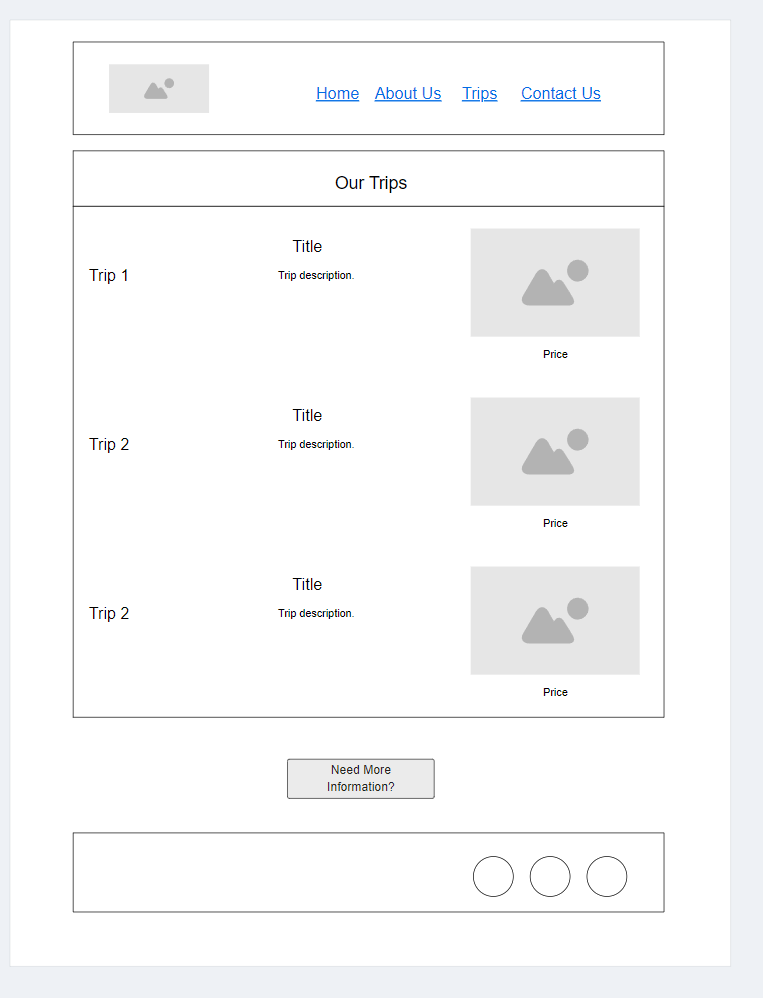 Home About Us Trips Contact Us
Our Trips
Title
Trip 1
Trip description.
Price
Title
Trip 2
Trip description.
Price
Title
Trip 2
Trip description.
Price
Need More
Information?